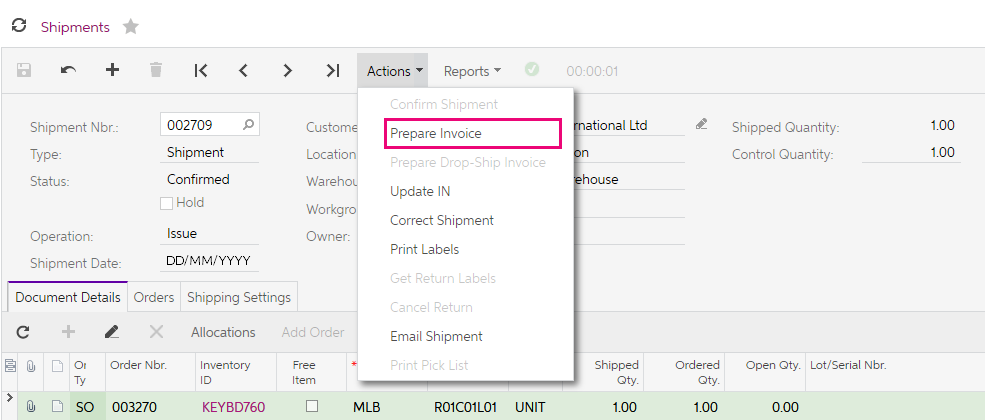 Shipments
Actions Reports 00:00:01
Confirm Shipment
Prepare Invoice
Prepare Drop-Ship Invoice
Update IN
Correct Shipment
Print Labels
Get Return Labels
Cancel Return
Email Shipment
Print Pick List
Shipment Nbr.: 002709 Custome rnational Ltd Shipped Quantity: 1.00
Type: Shipment Location on Control Quantity: 1.00
Status: Confirmed Warehou rehouse
Hold
Workgro
Operation: Issue Owner:
Shipment Date: DD/MM/YYYY
Document Details Orders Shipping Settings
Allocations Add Order
Or Ty Order Nbr. Inventory ID Free Item * Shipped Qty. Ordered Qty. Open Qty. Lot/Serial Nbr.
SO 003270 KEYBD760 MLB R01C01L01 UNIT 1.00 1.00 0.00